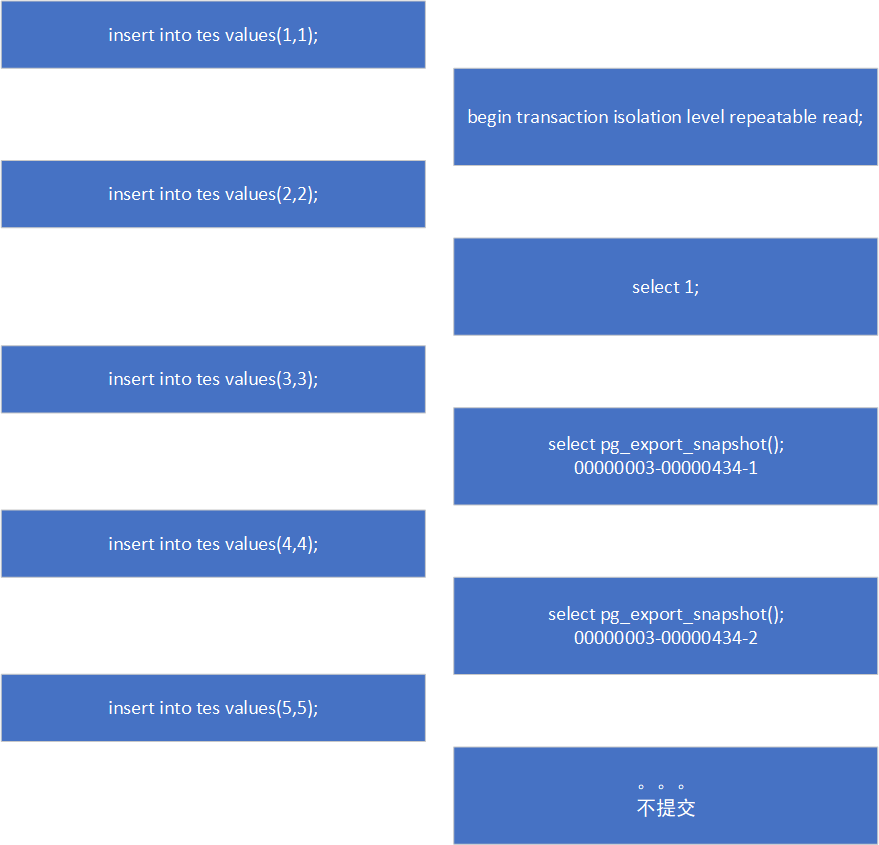 insert into tes values(1,1);
begin transaction isolation level repeatable read;
insert into tes values(2,2);
select 1;
insert into tes values(3,3);
select pg_export_snapshot();
00000003-00000434-1
insert into tes values(4,4);
select pg_export_snapshot();
00000003-00000434-2
insert into tes values(5,5);
。。。
不提交